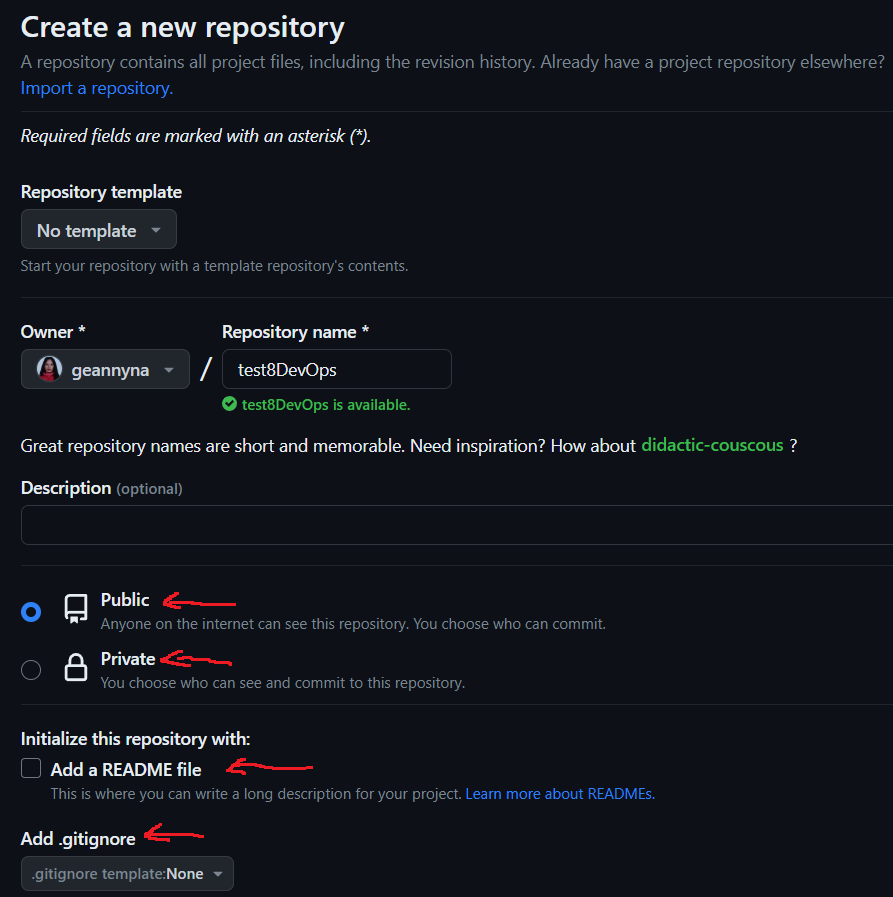 Create a new repository
A repository contains all project files, including the revision history. Already have a project repository elsewhere?
Import a repository.
Required fields are marked with an asterisk (*).
Repository template
No template
Start your repository with a template repository's contents.
Owner * Repository name *
geannyna / test8DevOps
test8DevOps is available.
Great repository names are short and memorable. Need inspiration? How about didactic-couscous ?
Description (optional)
Public
Anyone on the internet can see this repository. You choose who can commit.
Private
You choose who can see and commit to this repository.
Initialize this repository with:
Add a README file
This is where you can write a long description for your project. Learn more about READMEs.
Add .gitignore
.gitignore template:None